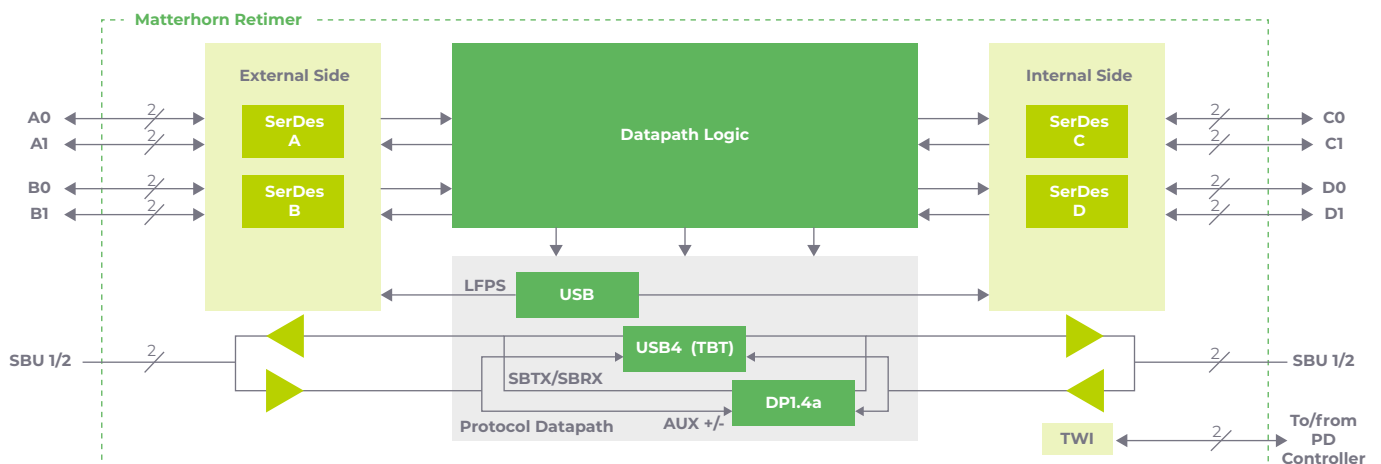 Matterhorn Retimer
External Side
Internal Side
A0
2
SerDes
A
Datapath Logic
SerDes
C
2
C0
A1
2
2
C1
B0
2
SerDes
B
SerDes
D
2
D0
B1
2
2
D1
LFPS
USB
SBU 1/2
2
USB4 (TBT)
2
SBU 1/2
SBTX/SBRX
DP1.4a
AUX +/-
Protocol Datapath
TWI
2
To/from
PD
Controller